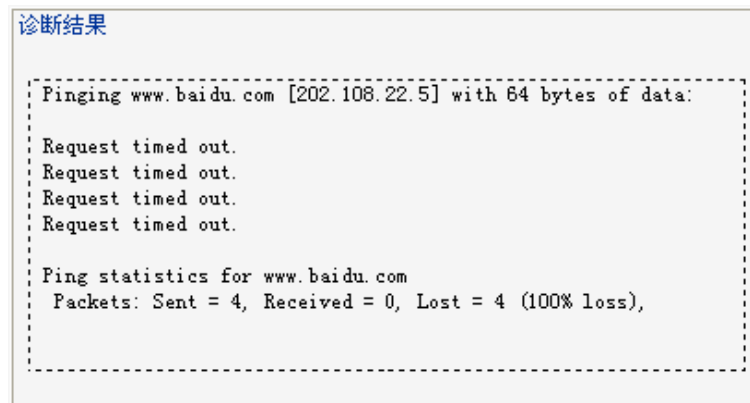 诊断结果
Pinging www.baidu.com [202.108.22.5] with 64 bytes of data:
Request timed out.
Request timed out.
Request timed out.
Request timed out.
Ping statistics for www.baidu.com
Packets: Sent = 4, Received = 0, Lost = 4 (100% loss),